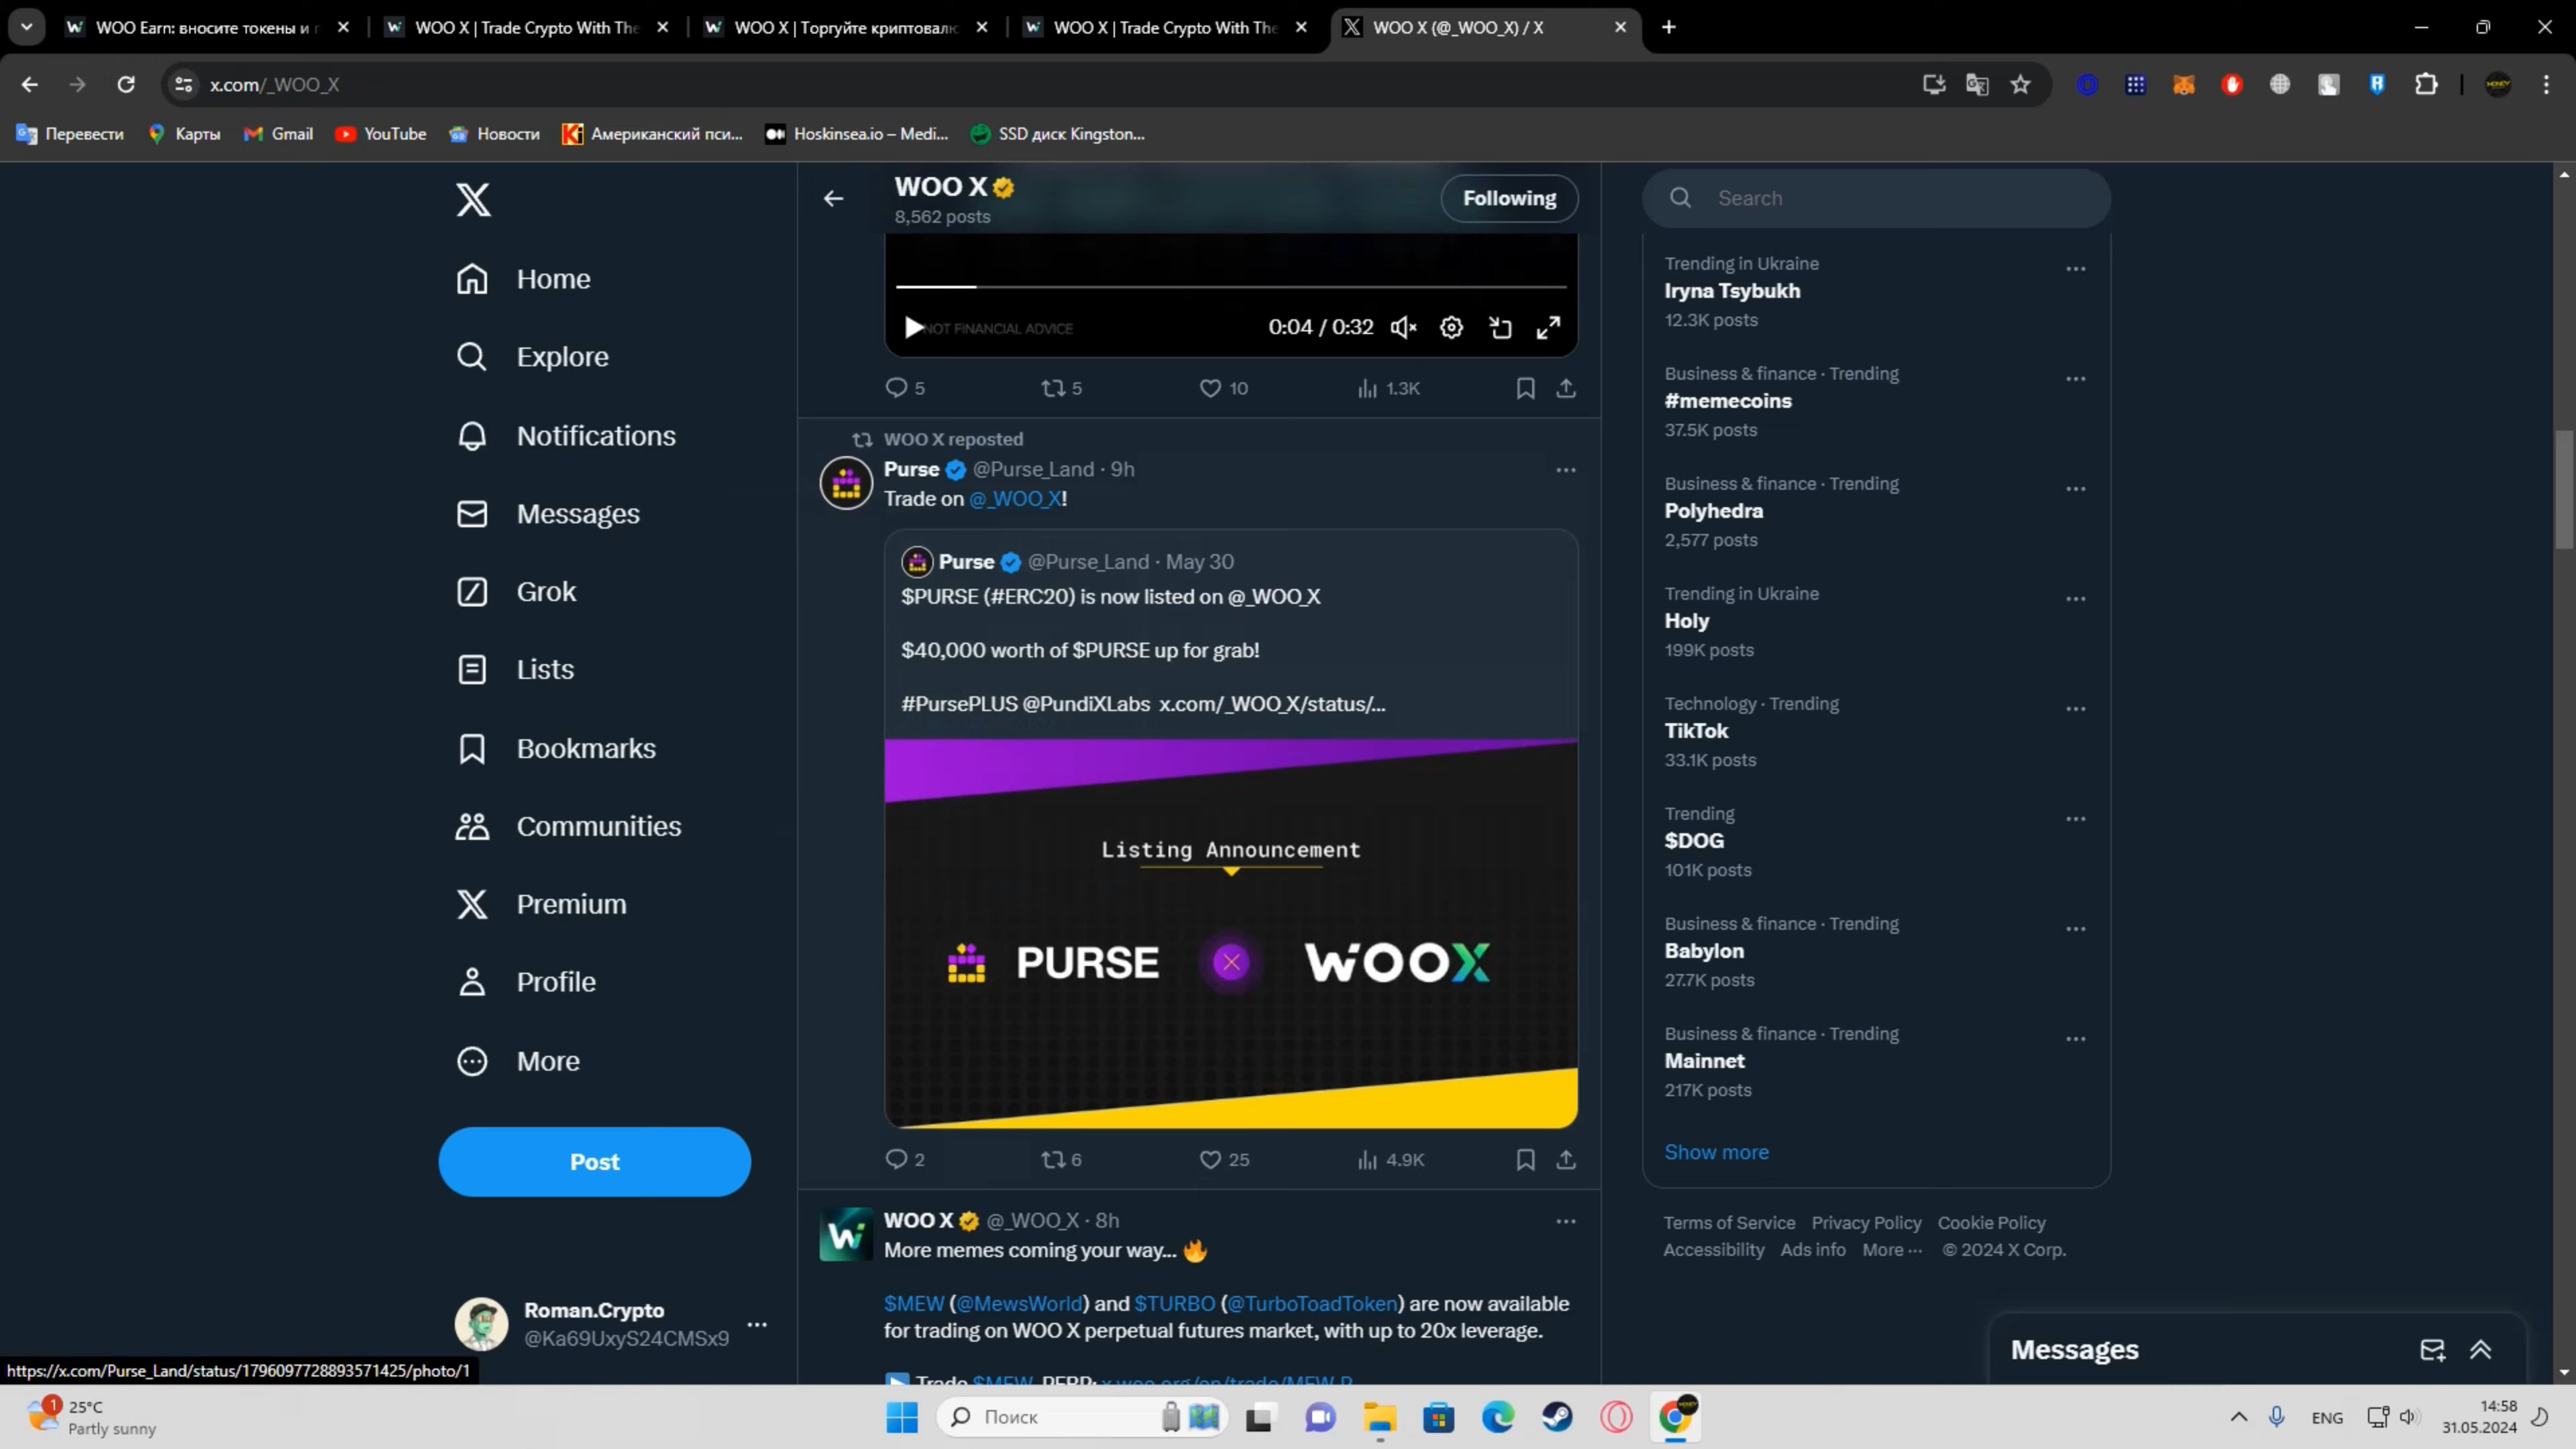 WOO Earn: вносите токены и п
WOO X | Trade Crypto With The
WOO X | Торгуйте криптовалю
WOO X | Trade Crypto With The
WOO X (@_WOO_X) / X
x.com/_WOO_X
Перевести
Карты
Gmail
YouTube
Новости
Американский пси...
Hoskinsea.io – Medi...
SSD диск Kingston...
Home
Explore
Notifications
Messages
Grok
Lists
Bookmarks
Communities
Premium
Profile
More
Post
Roman.Crypto
@Ka69UxyS24CMSx9
https://x.com/Purse_Land/status/1796097728893571425/photo/1
WOO X
8,562 posts
Following
NOT FINANCIAL ADVICE
0:04 / 0:32
5 5 10 1.3K
WOO X reposted
Purse @Purse_Land · 9h
Trade on @_WOO_X!
Purse @Purse_Land · May 30
$PURSE (#ERC20) is now listed on @_WOO_X
$40,000 worth of $PURSE up for grab!
#PursePLUS @PundiXLabs x.com/_WOO_X/status/...
Listing Announcement
PURSE WOOX
2 6 25 4.9K
WOO X @_WOO_X · 8h
More memes coming your way...
$MEW (@MewsWorld) and $TURBO (@TurboToadToken) are now available
for trading on WOO X perpetual futures market, with up to 20x leverage.
Trade $MEW-PERP: x.woo.org/en/trade/MEW_P
Search
Trending in Ukraine
Iryna Tsybukh
12.3K posts
Business & finance · Trending
#memecoins
37.5K posts
Business & finance · Trending
Polyhedra
2,577 posts
Trending in Ukraine
Holy
199K posts
Technology · Trending
TikTok
33.1K posts
Trending
$DOG
101K posts
Business & finance · Trending
Babylon
27.7K posts
Business & finance · Trending
Mainnet
217K posts
Show more
Terms of Service Privacy Policy Cookie Policy
Accessibility Ads info More ··· © 2024 X Corp.
Messages
1
25°C
Partly sunny
Поиск
ENG
14:58
31.05.2024